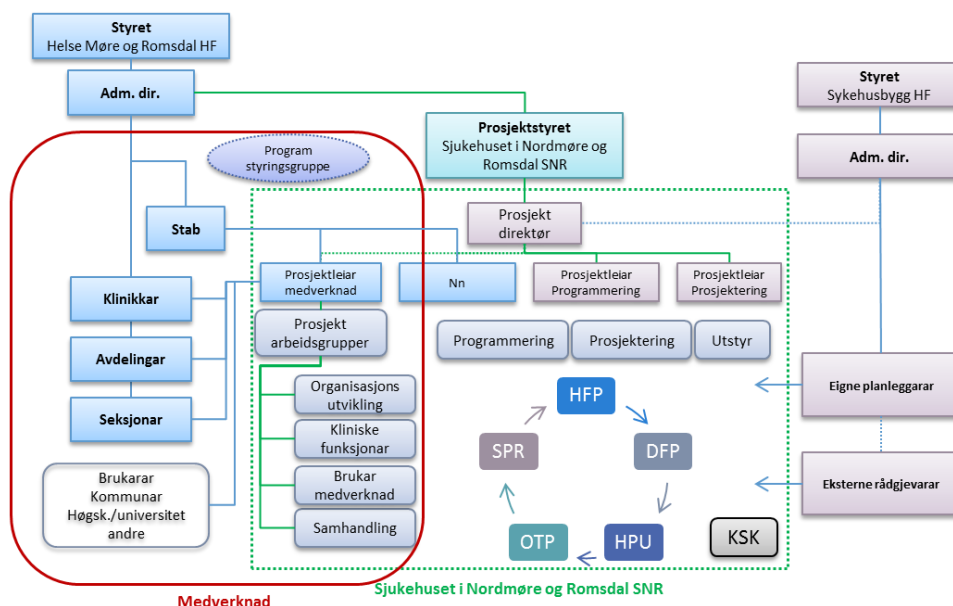 Styret
Helse Møre og Romsdal HF
Adm. dir.
Styret
Sykehusbygg HF
Adm. dir.
Prosjektstyret
Sjukehuset i Nordmøre og
Romsdal SNR
Program
styringsgruppe
Stab
Prosjekt
direktør
Klinikkar
Avdelingar
Seksjonar
Prosjektleiar
medverknad
Nn
Prosjektleiar
Programmering
Prosjektleiar
Prosjektering
Prosjekt
arbeidsgrupper
Programmering
Prosjektering
Utstyr
Organisasjons
utvikling
Kliniske
funksjonar
Brukar
medverknad
Samhandling
Brukarar
Kommunar
Høgsk./universitet
andre
HFP
DFP
HPU
OTP
SPR
KSK
Eigne planleggarar
Eksterne rådgjevarar
Sjukehuset i Nordmøre og Romsdal SNR
Medverknad